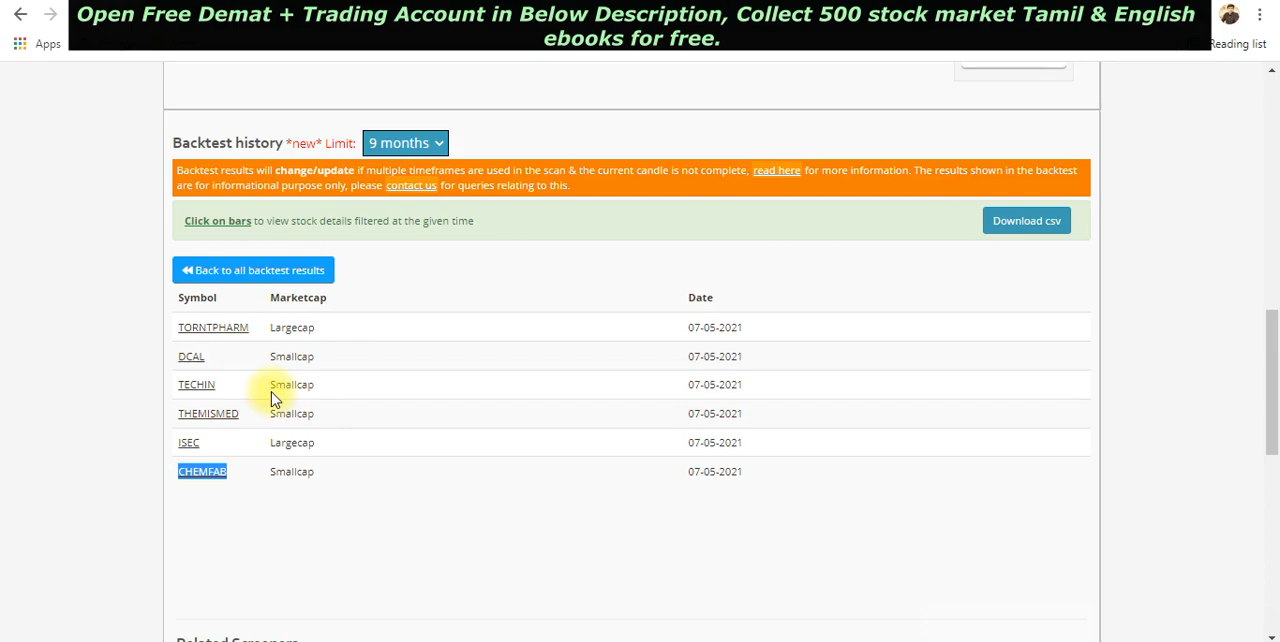 Open Free Demat + Trading Account in Below Description, Collect 500 stock market Tamil & English
ebooks for free.
Apps
Reading list
Backtest history *new* Limit: 9 months
Backtest results will change/update if multiple timeframes are used in the scan & the current candle is not complete, read here for more information. The results shown in the backtest
are for informational purpose only, please contact us for queries relating to this.
Click on bars to view stock details filtered at the given time
Download csv
Back to all backtest results
Symbol Marketcap Date
TORNTPHARM Largecap 07-05-2021
DCAL Smallcap 07-05-2021
TECHIN Smallcap 07-05-2021
THEMISMED Smallcap 07-05-2021
ISEC Largecap 07-05-2021
CHEMFAB Smallcap 07-05-2021
Related Screeners